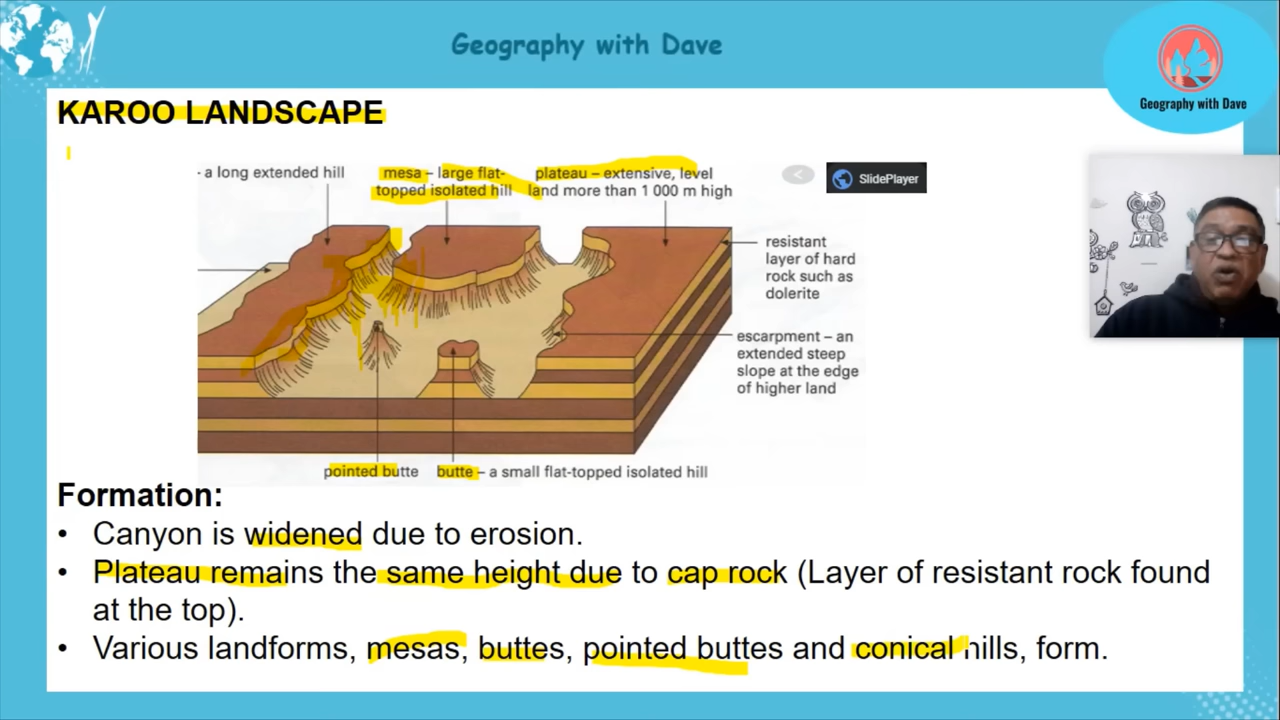 Geography with Dave
Geography with Dave
KAROO LANDSCAPE
- a long extended hill
mesa – large flat-
topped isolated hill
plateau – extensive, level
land more than 1 000 m high
SlidePlayer
resistant
layer of hard
rock such as
dolerite
escarpment – an
extended steep
slope at the edge
of higher land
pointed butte
butte – a small flat-topped isolated hill
Formation:
• Canyon is widened due to erosion.
• Plateau remains the same height due to cap rock (Layer of resistant rock found
at the top).
• Various landforms, mesas, buttes, pointed buttes and conical hills, form.